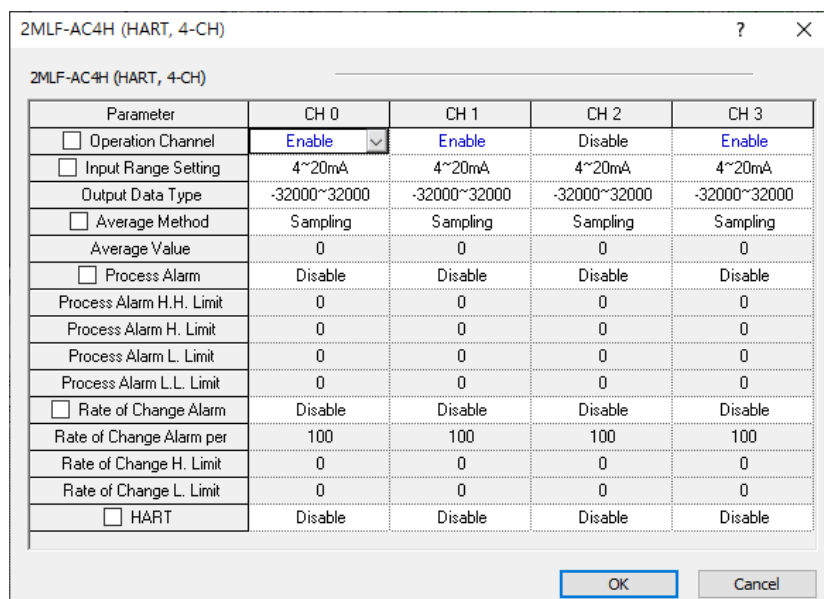 2MLF-AC4H (HART, 4-CH)
2MLF-AC4H (HART, 4-CH)
Parameter CH 0 CH 1 CH 2 CH 3
Operation Channel Enable Enable Disable Enable
Input Range Setting 4~20mA 4~20mA 4~20mA 4~20mA
Output Data Type -32000~32000 -32000~32000 -32000~32000 -32000~32000
Average Method Sampling Sampling Sampling Sampling
Average Value 0 0 0 0
Process Alarm Disable Disable Disable Disable
Process Alarm H.H. Limit 0 0 0 0
Process Alarm H. Limit 0 0 0 0
Process Alarm L. Limit 0 0 0 0
Process Alarm L.L. Limit 0 0 0 0
Rate of Change Alarm Disable Disable Disable Disable
Rate of Change Alarm per 100 100 100 100
Rate of Change H. Limit 0 0 0 0
Rate of Change L. Limit 0 0 0 0
HART Disable Disable Disable Disable
OK Cancel